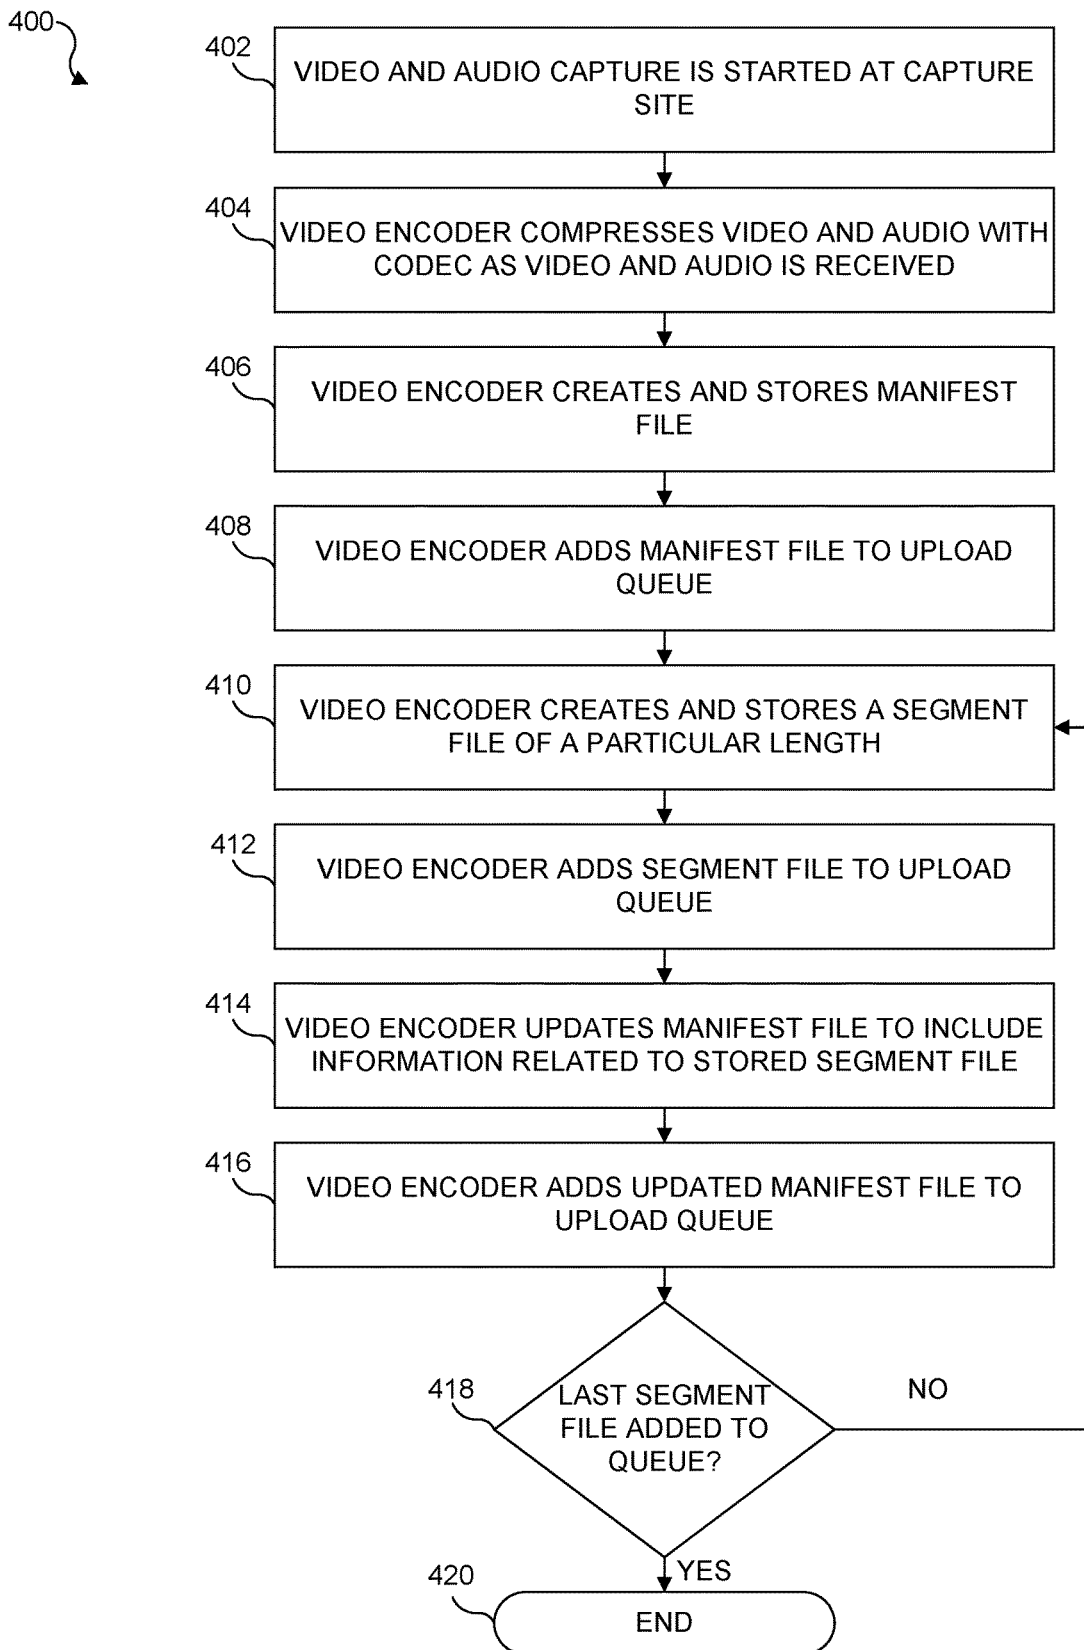 400
402
VIDEO AND AUDIO CAPTURE IS STARTED AT CAPTURE
SITE
404
VIDEO ENCODER COMPRESSES VIDEO AND AUDIO WITH
CODEC AS VIDEO AND AUDIO IS RECEIVED
406
VIDEO ENCODER CREATES AND STORES MANIFEST
FILE
408
VIDEO ENCODER ADDS MANIFEST FILE TO UPLOAD
QUEUE
410
VIDEO ENCODER CREATES AND STORES A SEGMENT
FILE OF A PARTICULAR LENGTH
412
VIDEO ENCODER ADDS SEGMENT FILE TO UPLOAD
QUEUE
414
VIDEO ENCODER UPDATES MANIFEST FILE TO INCLUDE
INFORMATION RELATED TO STORED SEGMENT FILE
416
VIDEO ENCODER ADDS UPDATED MANIFEST FILE TO
UPLOAD QUEUE
418
LAST SEGMENT
FILE ADDED TO
QUEUE?
NO
YES
420
END